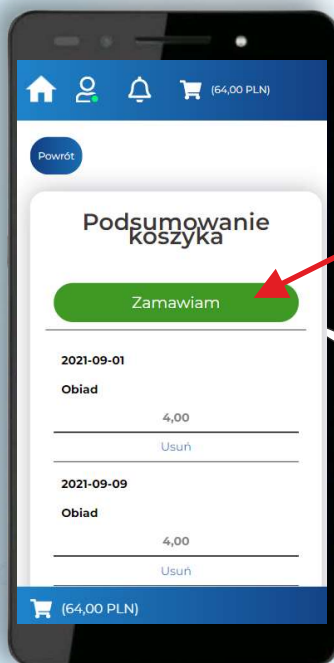 (64,00 PLN)
Powrót
Podsumowanie
koszyka
Zamawiam
2021-09-01
Obiad
4,00
Usuń
2021-09-09
Obiad
4,00
Usuń
(64,00 PLN)